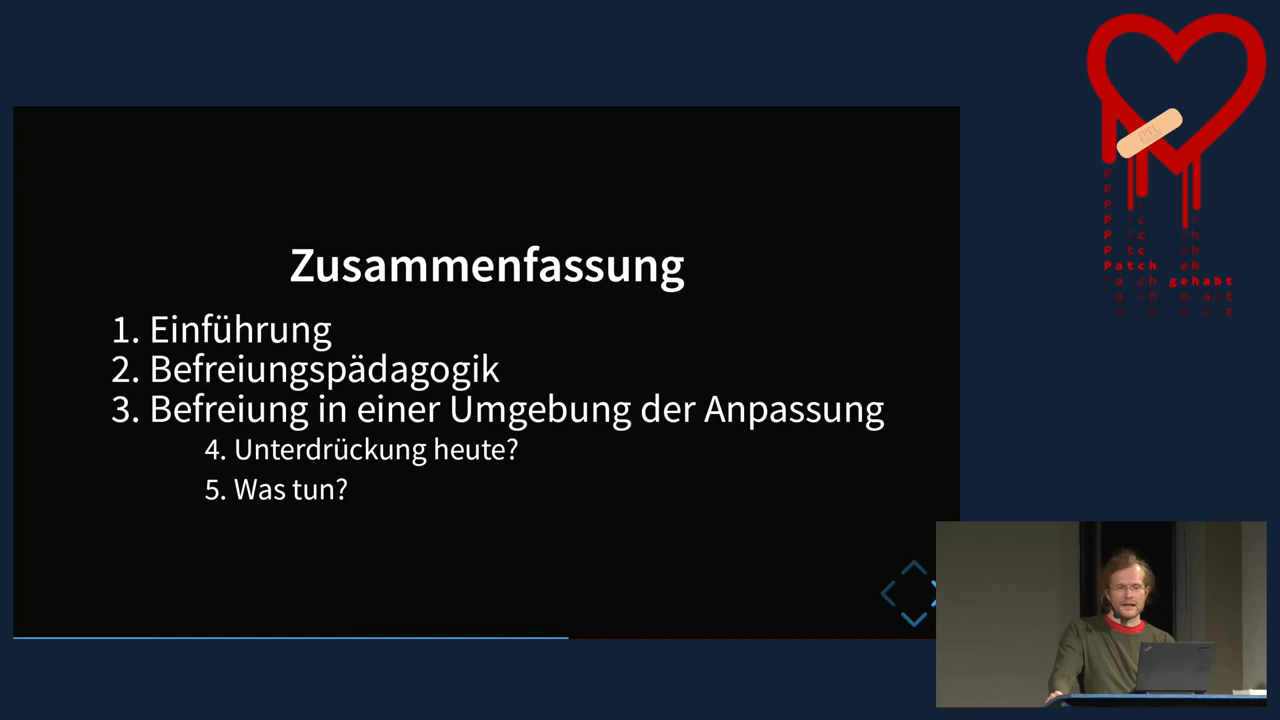 Zusammenfassung
1. Einführung
2. Befreiungspädagogik
3. Befreiung in einer Umgebung der Anpassung
4. Unterdrückung heute?
5. Was tun?
Patch eh
gehabt